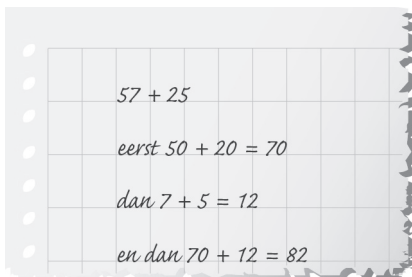 57 + 25
eerst 50 + 20 = 70
dan 7 + 5 = 12
en dan 70 + 12 = 82